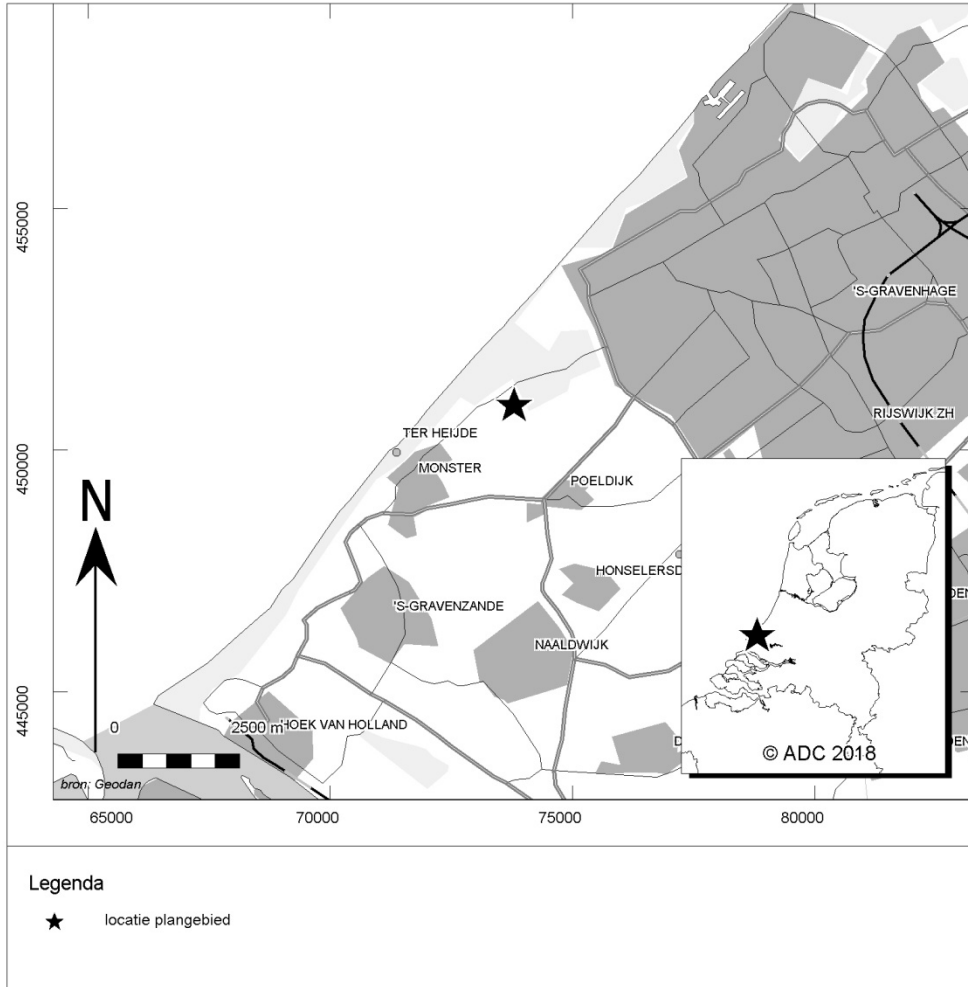 455000
'S-GRAVENHAGE
RIJSWIJK ZH
TER HEIJDE
450000
MONSTER
POELDIJK
N
HONSELERSD
'S-GRAVENZANDE
NAALDWIJK
445000
0
2500 m
HOEK VAN HOLLAND
© ADC 2018
bron: Geodan
65000
70000
75000
80000
Legenda
locatie plangebied